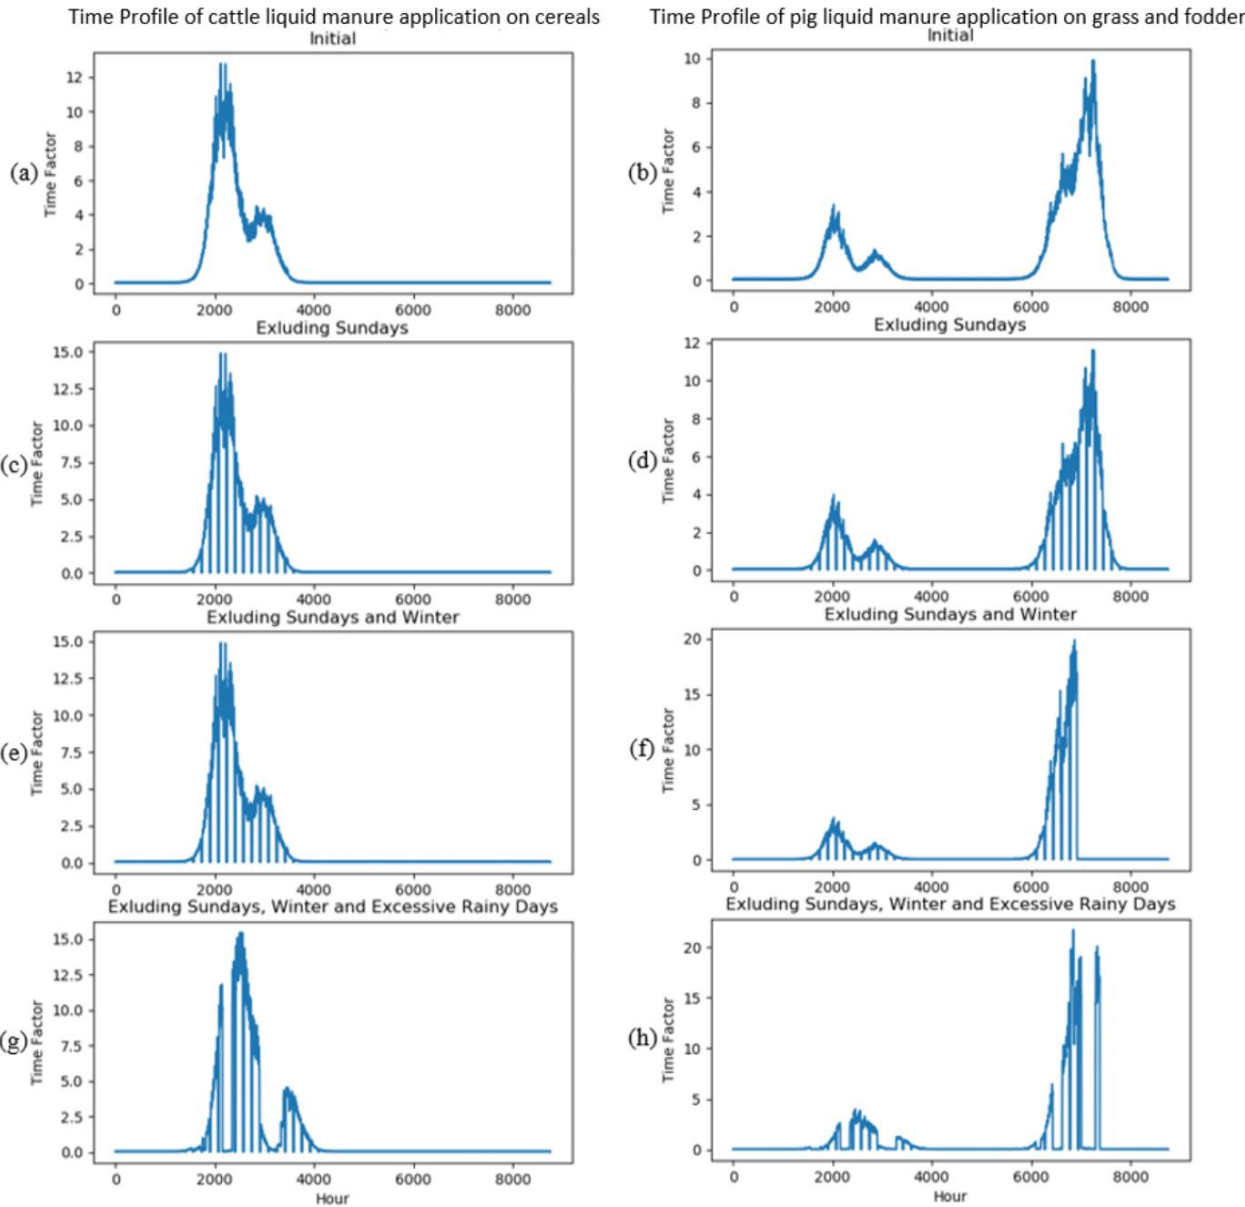 Time Profile of cattle liquid manure application on cereals
Time Profile of pig liquid manure application on grass and fodder
Initial
(a)
Time Factor
12
10
8
6
4
2
0
0 2000 4000 6000 8000
Initial
(b)
Time Factor
10
8
6
4
2
0
0 2000 4000 6000 8000
Exluding Sundays
(c)
Time Factor
15.0
12.5
10.0
7.5
5.0
2.5
0.0
0 2000 4000 6000 8000
Exluding Sundays
(d)
Time Factor
12
10
8
6
4
2
0
0 2000 4000 6000 8000
Exluding Sundays and Winter
(e)
Time Factor
15.0
12.5
10.0
7.5
5.0
2.5
0.0
0 2000 4000 6000 8000
Exluding Sundays and Winter
(f)
Time Factor
20
15
10
5
0
0 2000 4000 6000 8000
Exluding Sundays, Winter and Excessive Rainy Days
(g)
Time Factor
15.0
12.5
10.0
7.5
5.0
2.5
0.0
0 2000 4000 6000 8000
Hour
Exluding Sundays, Winter and Excessive Rainy Days
(h)
Time Factor
20
15
10
5
0
0 2000 4000 6000 8000
Hour